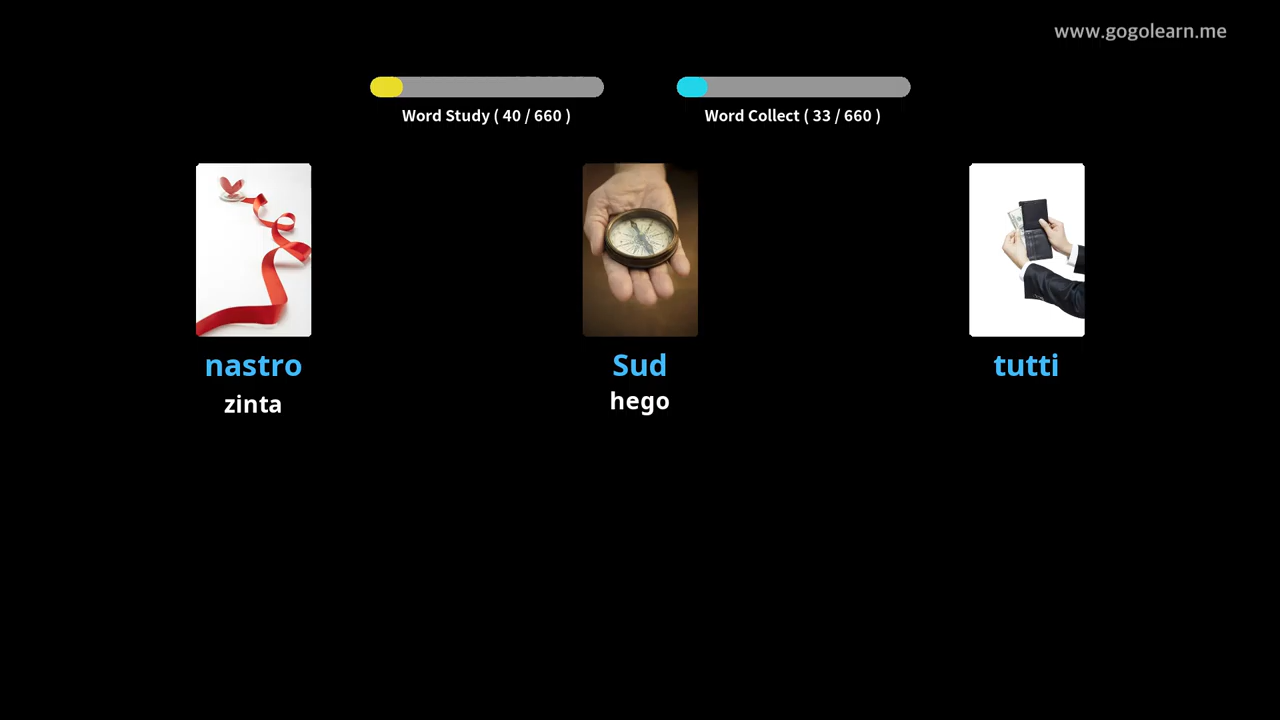 www.gogolearn.me
Word Study ( 40 / 660 )
Word Collect ( 33 / 660 )
nastro
zinta
Sud
hego
tutti